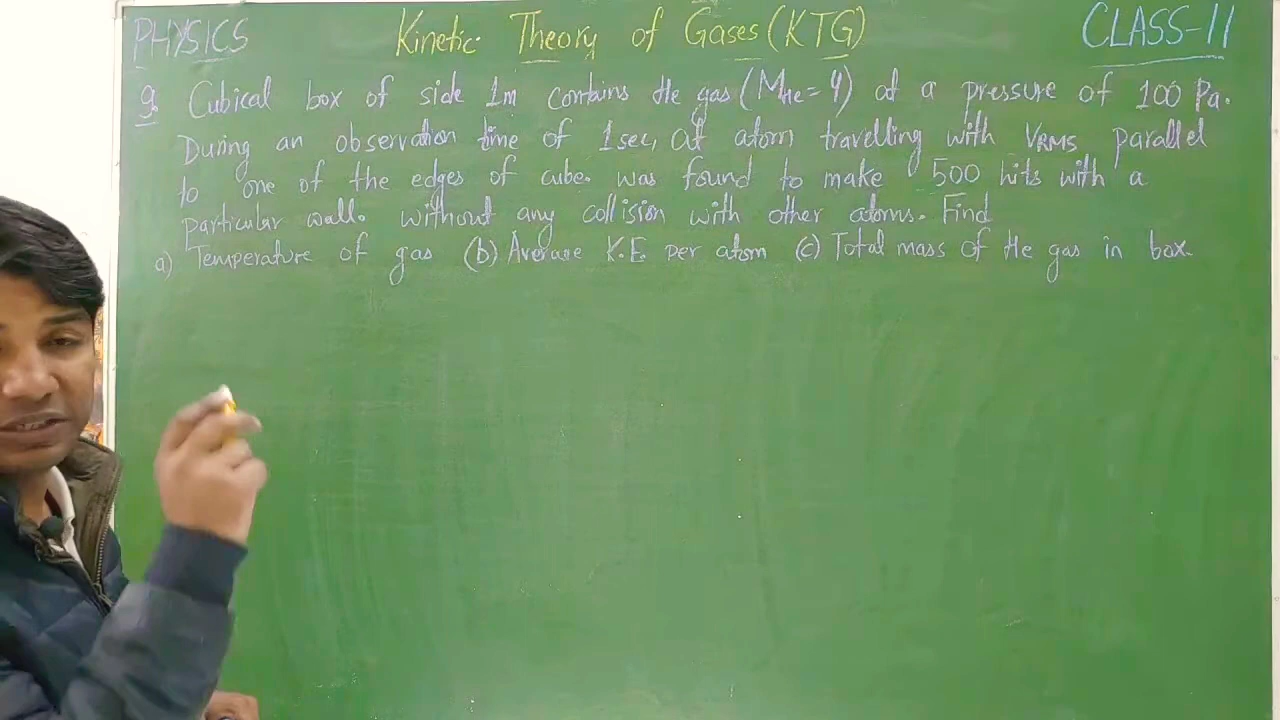 PHYSICS Kinetic Theory of Gases (KTG) CLASS-11
Q. Cubical box of side 1m contains He gas (MHe = 4) at a pressure of 100 Pa.
During an observation time of 1sec, at atom travelling with VRMS parallel
to one of the edges of cube. was found to make 500 hits with a
particular wall. without any collision with other atoms. Find
a) Temperature of gas (b) Average K.E. per atom (c) Total mass of He gas in box.